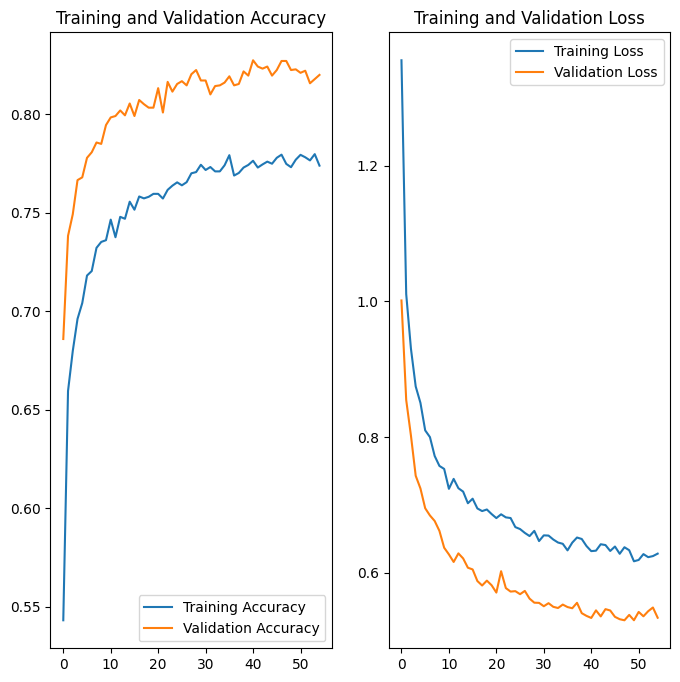 Training and Validation Accuracy
0.80
0.75
0.70
0.65
0.60
0.55
Training Accuracy
Validation Accuracy
0 10 20 30 40 50
Training and Validation Loss
Training Loss
Validation Loss
1.2
1.0
0.8
0.6
0 10 20 30 40 50